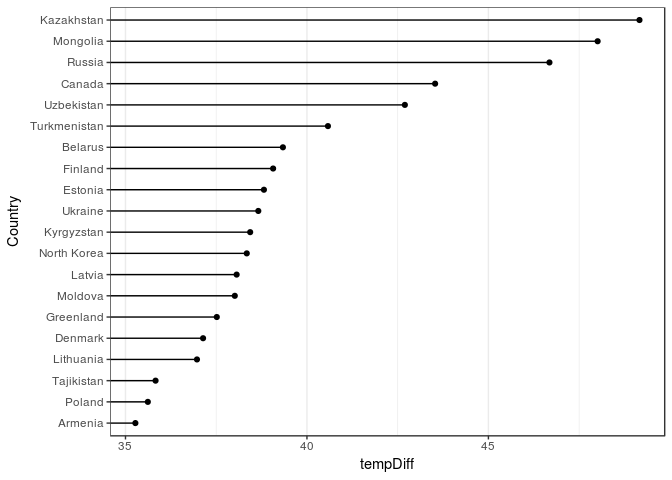 Kazakhstan
Mongolia
Russia
Canada
Uzbekistan
Turkmenistan
Belarus
Finland
Estonia
Ukraine
Kyrgyzstan
North Korea
Latvia
Moldova
Greenland
Denmark
Lithuania
Tajikistan
Poland
Armenia
Country
35 40 45
tempDiff